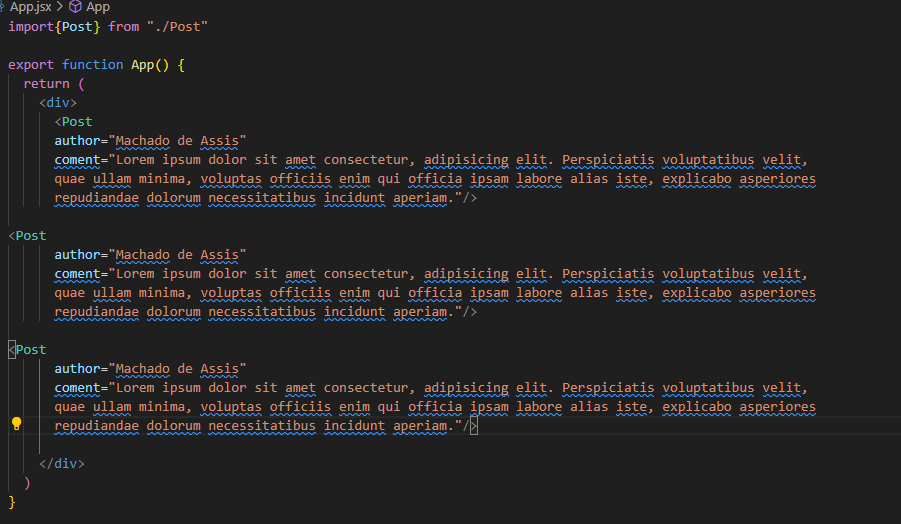 App.jsx > App
import{Post} from "./Post"
export function App() {
return (
<div>
<Post
author="Machado de Assis"
coment="Lorem ipsum dolor sit amet consectetur, adipisicing elit. Perspiciatis voluptatibus velit,
quae ullam minima, voluptas officiis enim qui officia ipsam labore alias iste, explicabo asperiores
repudiandae dolorum necessitatibus incidunt aperiam."/>
<Post
author="Machado de Assis"
coment="Lorem ipsum dolor sit amet consectetur, adipisicing elit. Perspiciatis voluptatibus velit,
quae ullam minima, voluptas officiis enim qui officia ipsam labore alias iste, explicabo asperiores
repudiandae dolorum necessitatibus incidunt aperiam."/>
<Post
author="Machado de Assis"
coment="Lorem ipsum dolor sit amet consectetur, adipisicing elit. Perspiciatis voluptatibus velit,
quae ullam minima, voluptas officiis enim qui officia ipsam labore alias iste, explicabo asperiores
repudiandae dolorum necessitatibus incidunt aperiam."/>
</div>
)
}